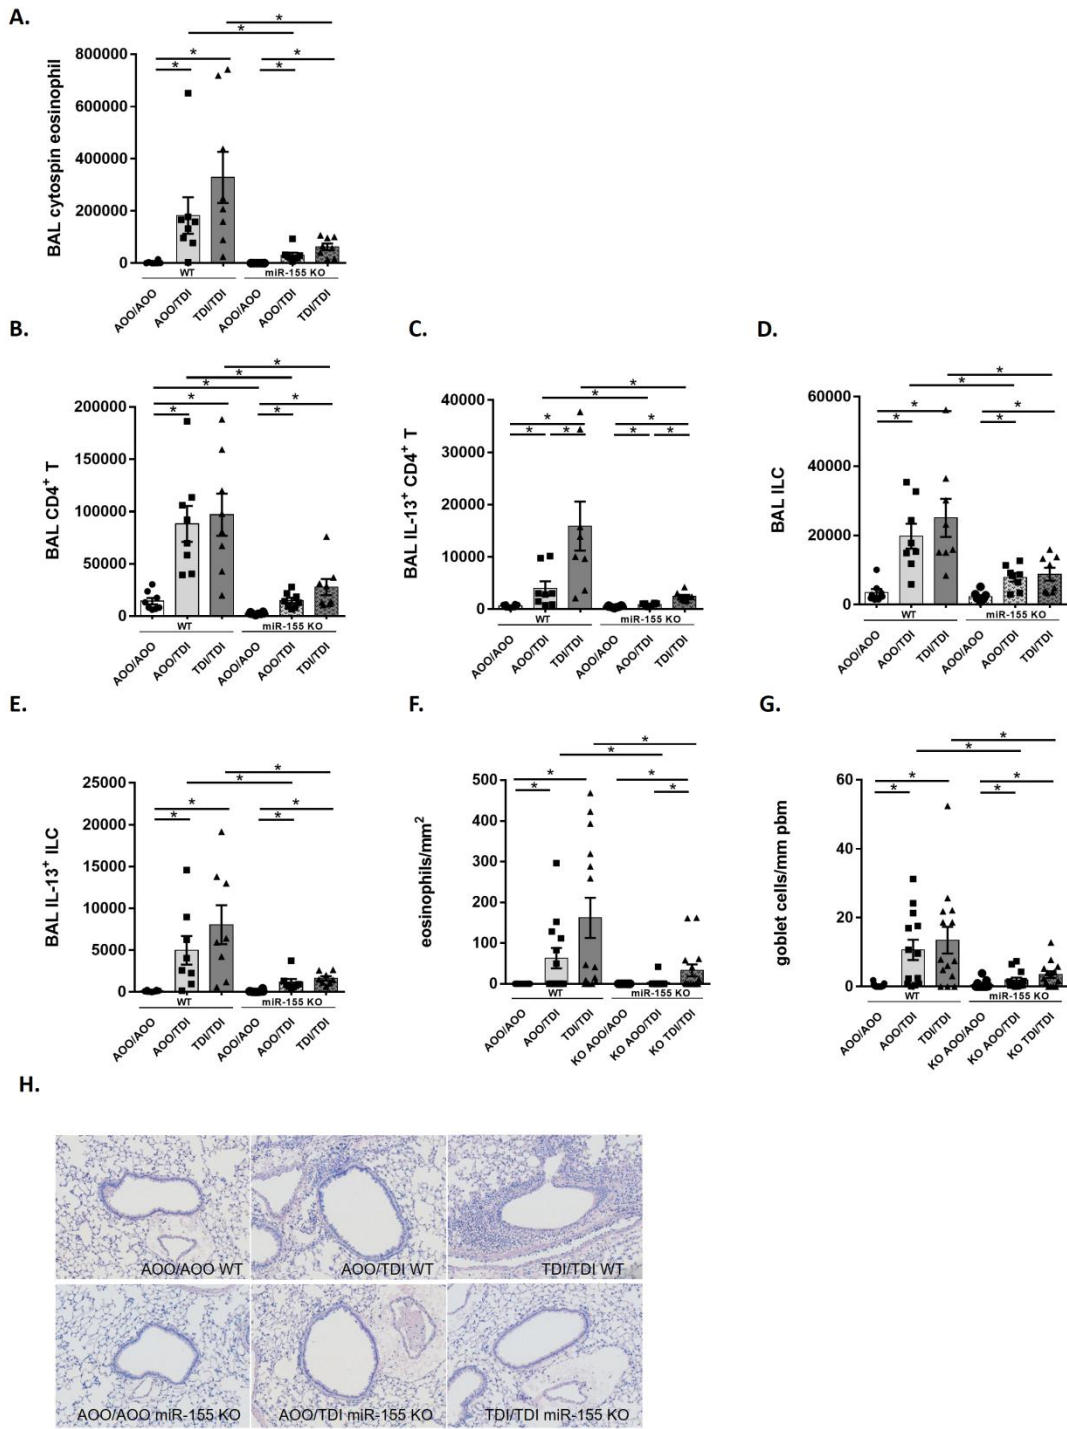 A.
BAL cytospin eosinophil
800000
600000
400000
200000
0
* * * * * *
WT
miR-155 KO
AOO/AOO
AOO/TDI
TDI/TDI
AOO/AOO
AOO/TDI
TDI/TDI
B.
BAL CD4+ T
200000
150000
100000
50000
0
* * * * * * *
WT
miR-155 KO
AOO/AOO
AOO/TDI
TDI/TDI
AOO/AOO
AOO/TDI
TDI/TDI
C.
BAL IL-13+ CD4+ T
40000
30000
20000
10000
0
* * * * * * * *
WT
miR-155 KO
AOO/AOO
AOO/TDI
TDI/TDI
AOO/AOO
AOO/TDI
TDI/TDI
D.
BAL ILC
60000
40000
20000
0
* * * * * *
WT
miR-155 KO
AOO/AOO
AOO/TDI
TDI/TDI
AOO/AOO
AOO/TDI
TDI/TDI
E.
BAL IL-13+ ILC
25000
20000
15000
10000
5000
0
* * * * * *
WT
miR-155 KO
AOO/AOO
AOO/TDI
TDI/TDI
AOO/AOO
AOO/TDI
TDI/TDI
F.
eosinophils/mm2
500
400
300
200
100
0
* * * * * *
WT
miR-155 KO
AOO/AOO
AOO/TDI
TDI/TDI
KO AOO/AOO
KO AOO/TDI
KO TDI/TDI
G.
goblet cells/mm pbm
60
40
20
0
* * * * * *
WT
miR-155 KO
AOO/AOO
AOO/TDI
TDI/TDI
KO AOO/AOO
KO AOO/TDI
KO TDI/TDI
H.
AOO/AOO WT
AOO/TDI WT
TDI/TDI WT
AOO/AOO miR-155 KO
AOO/TDI miR-155 KO
TDI/TDI miR-155 KO